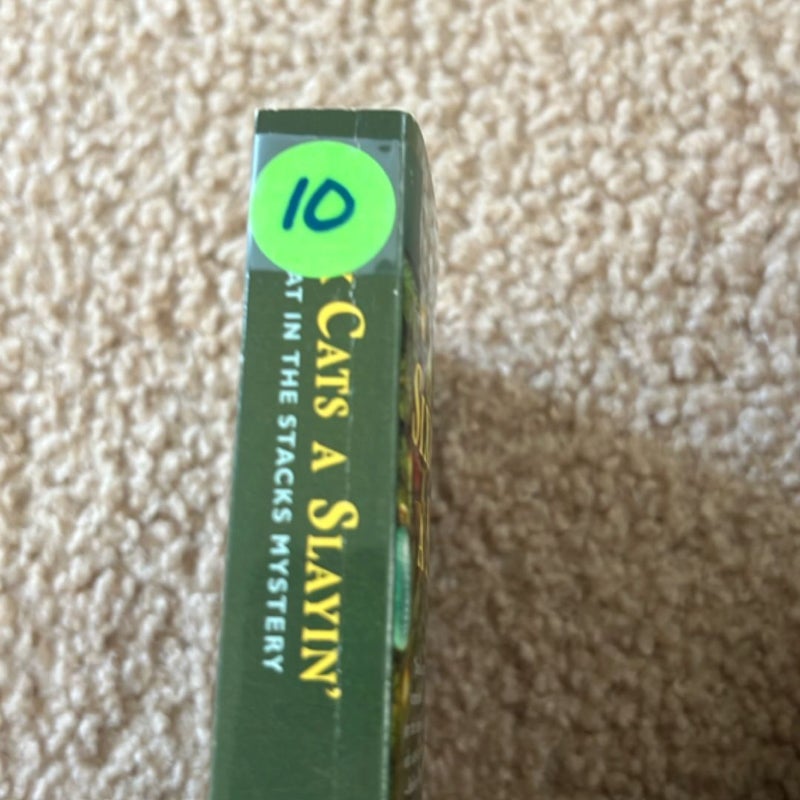 10
CATS A SLAYIN'
AT IN THE STACKS MYSTERY